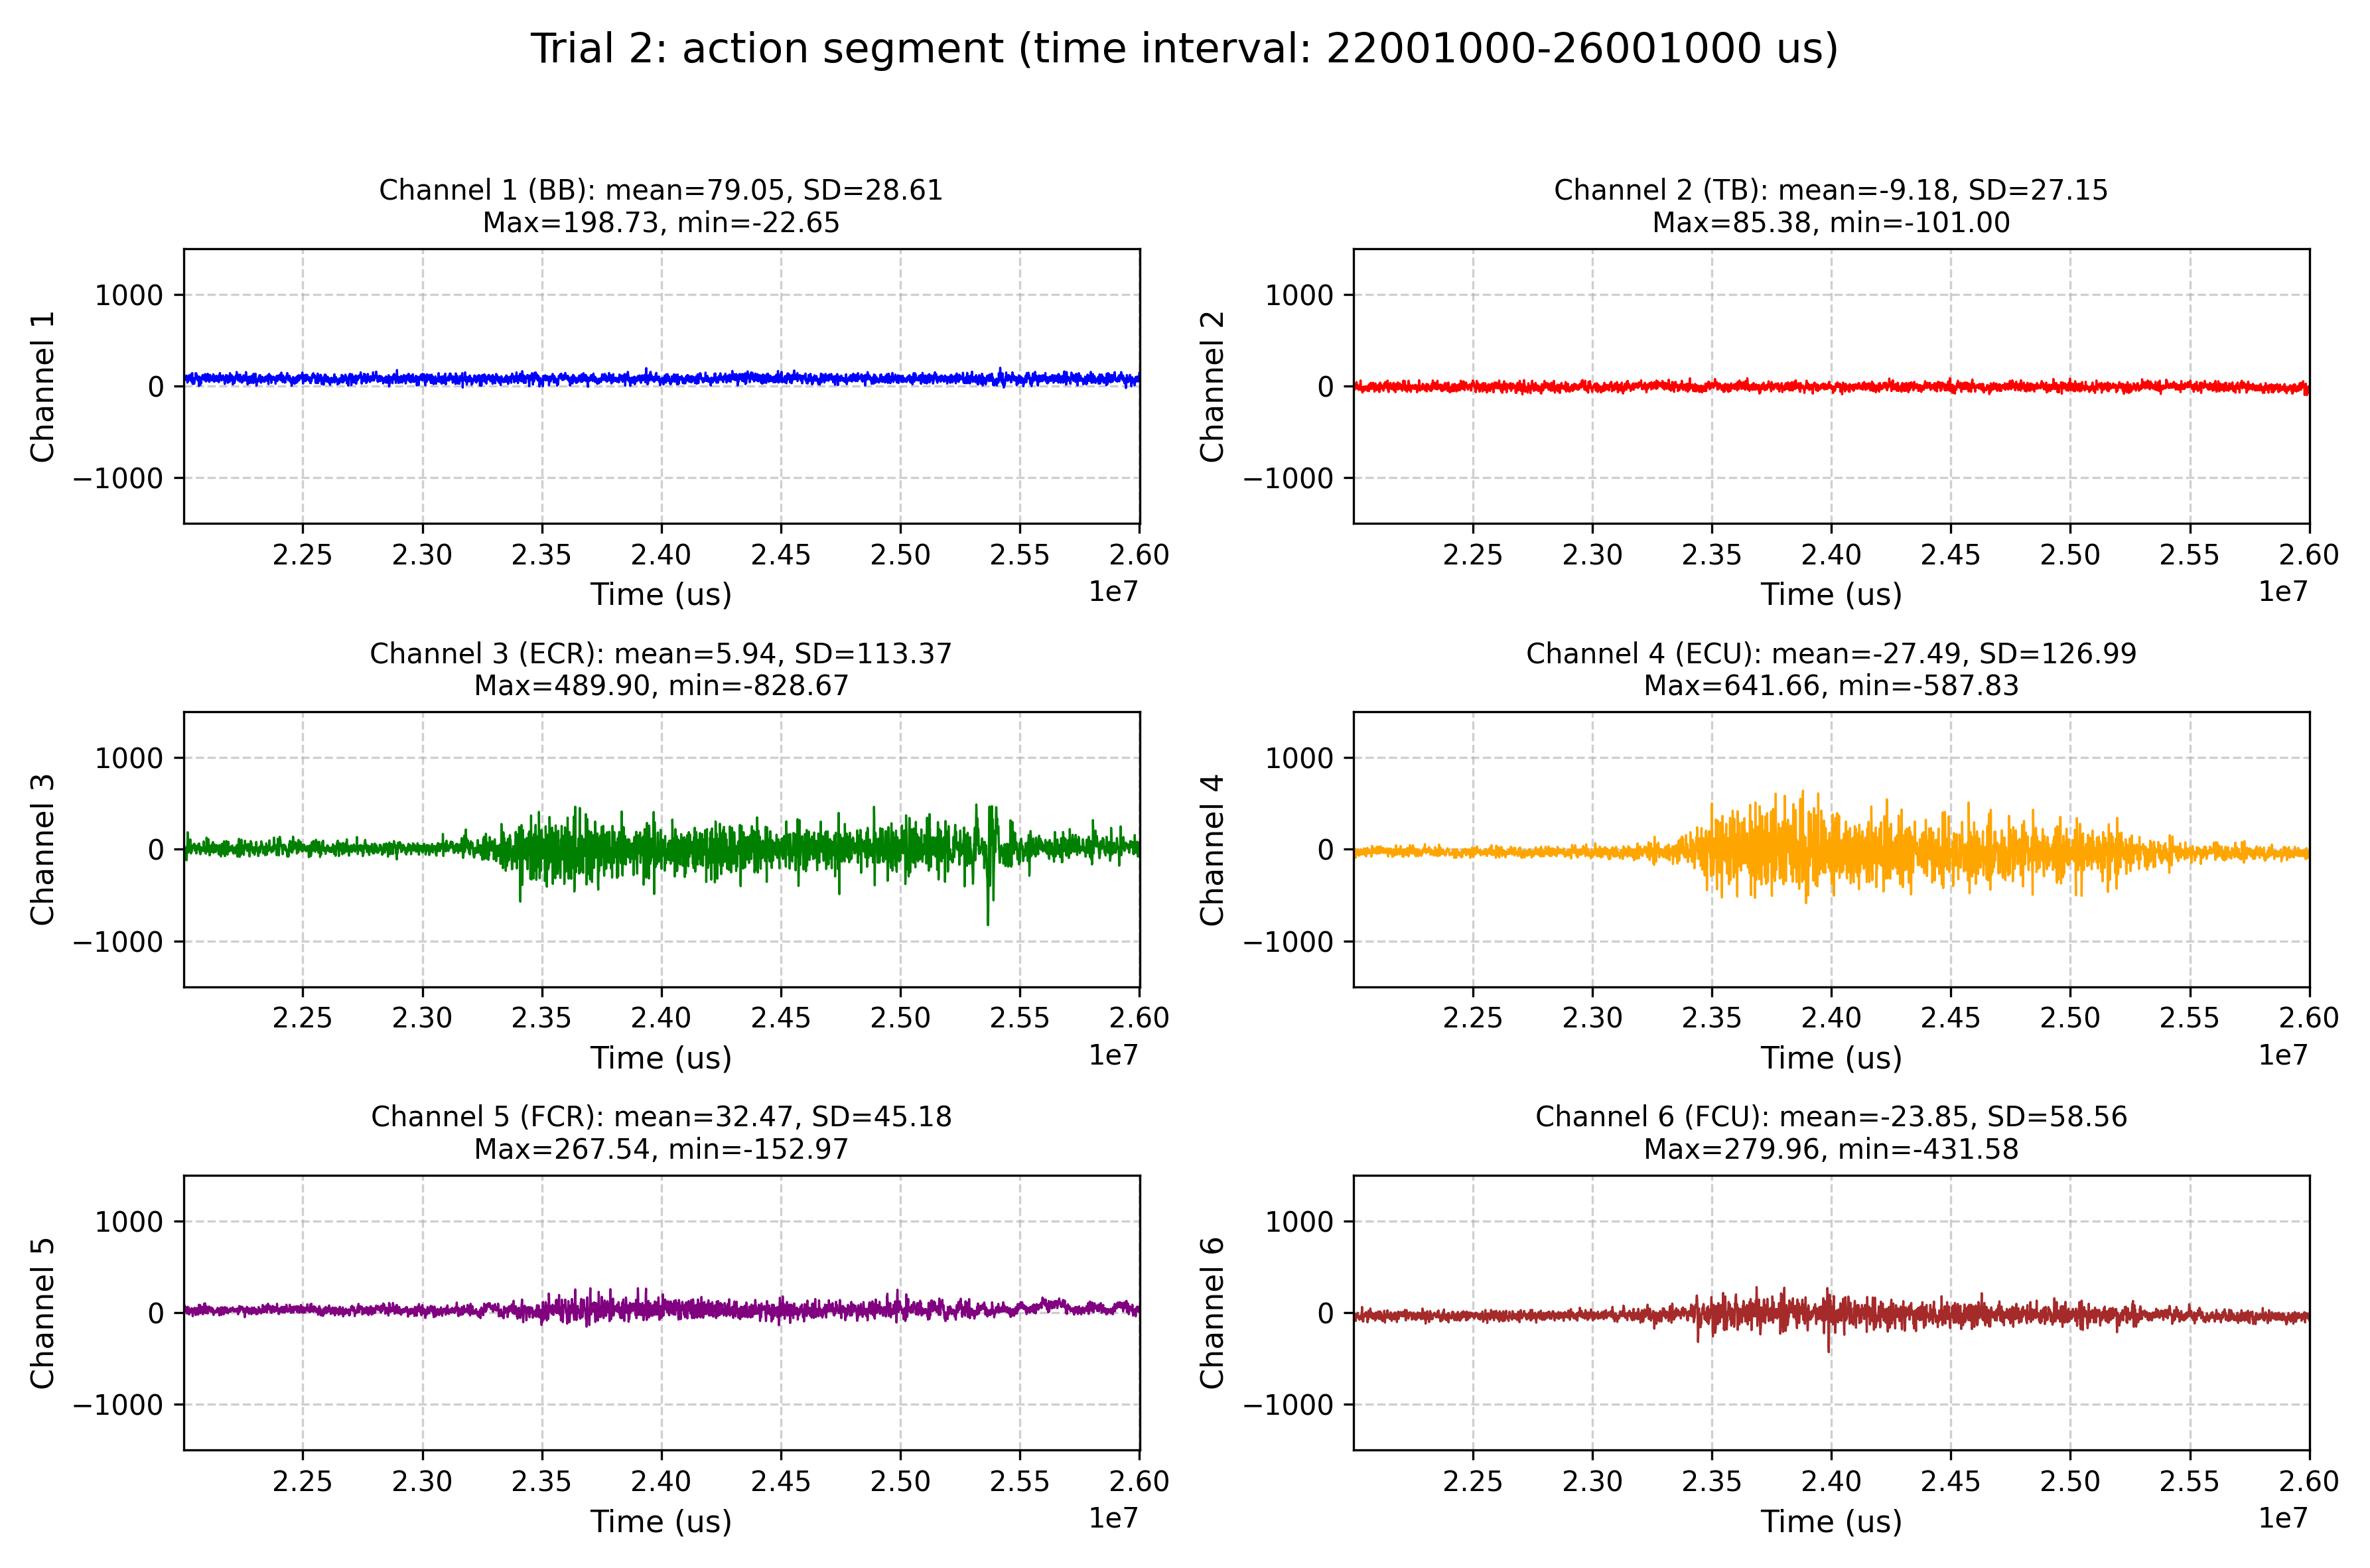 Trial 2: action segment (time interval: 22001000-26001000 us)
Channel 1 (BB): mean=79.05, SD=28.61
Max=198.73, min=-22.65
Channel 1
1000
0
−1000
2.25 2.30 2.35 2.40 2.45 2.50 2.55 2.60
1e7
Time (us)
Channel 2 (TB): mean=-9.18, SD=27.15
Max=85.38, min=-101.00
Channel 2
1000
0
−1000
2.25 2.30 2.35 2.40 2.45 2.50 2.55 2.60
1e7
Time (us)
Channel 3 (ECR): mean=5.94, SD=113.37
Max=489.90, min=-828.67
Channel 3
1000
0
−1000
2.25 2.30 2.35 2.40 2.45 2.50 2.55 2.60
1e7
Time (us)
Channel 4 (ECU): mean=-27.49, SD=126.99
Max=641.66, min=-587.83
Channel 4
1000
0
−1000
2.25 2.30 2.35 2.40 2.45 2.50 2.55 2.60
1e7
Time (us)
Channel 5 (FCR): mean=32.47, SD=45.18
Max=267.54, min=-152.97
Channel 5
1000
0
−1000
2.25 2.30 2.35 2.40 2.45 2.50 2.55 2.60
1e7
Time (us)
Channel 6 (FCU): mean=-23.85, SD=58.56
Max=279.96, min=-431.58
Channel 6
1000
0
−1000
2.25 2.30 2.35 2.40 2.45 2.50 2.55 2.60
1e7
Time (us)